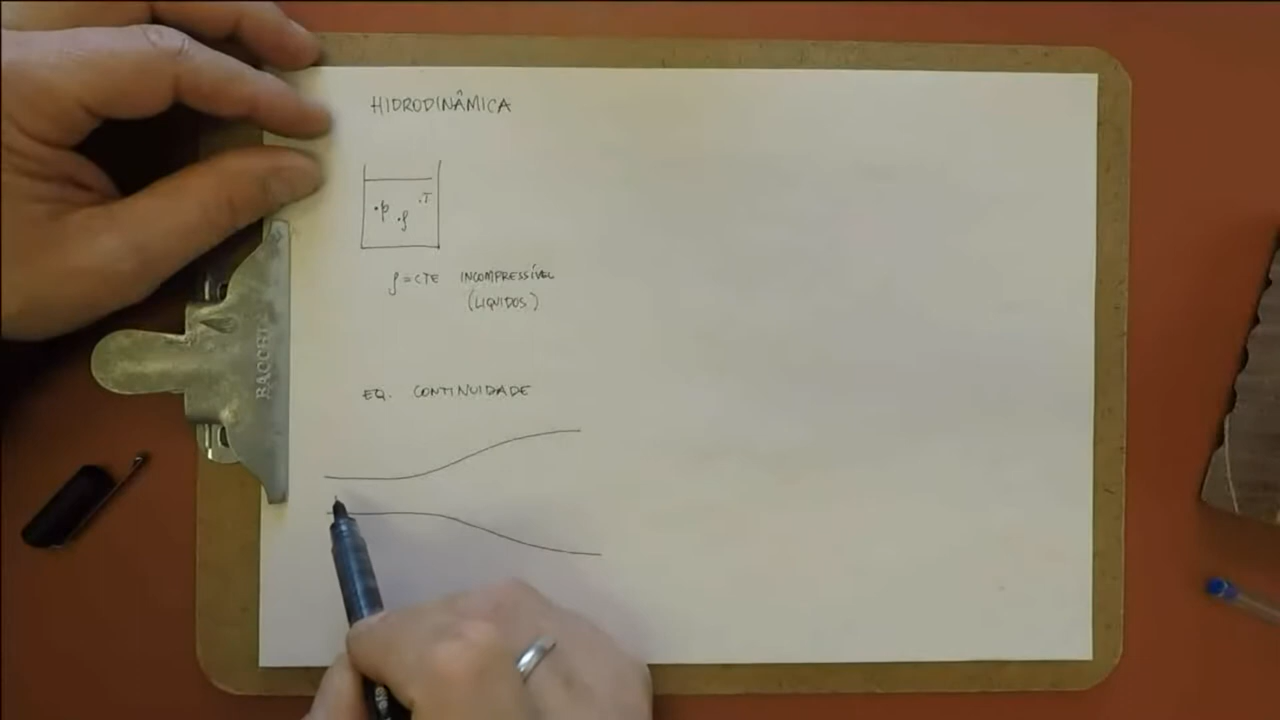 HIDRODINÂMICA
•p •ρ •T
ρ = CTE INCOMPRESSÍVEL
(LÍQUIDOS)
EQ. CONTINUIDADE